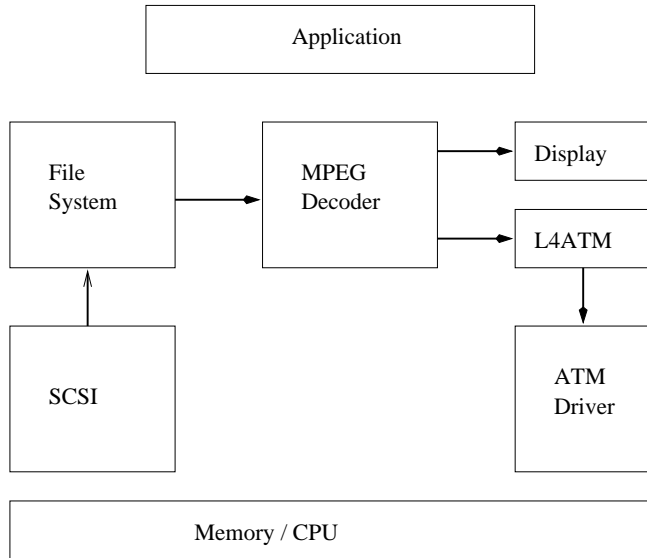 Application
File
System
MPEG
Decoder
Display
L4ATM
SCSI
ATM
Driver
Memory / CPU